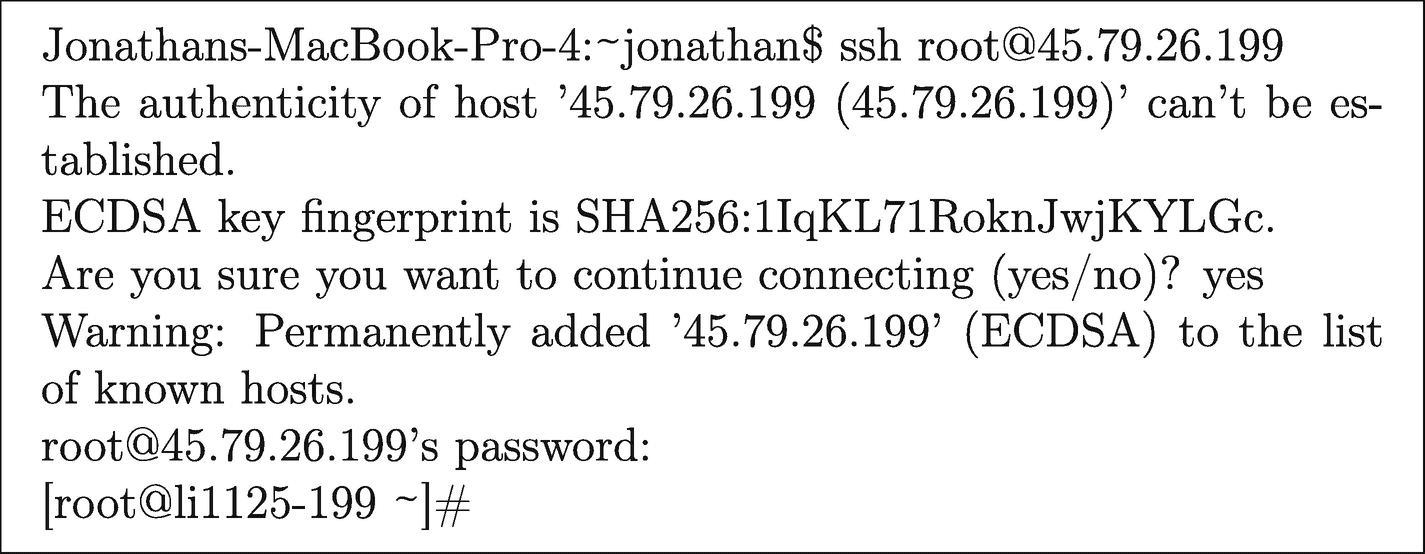 Jonathans-MacBook-Pro-4:~jonathan$ ssh root@45.79.26.199
The authenticity of host '45.79.26.199 (45.79.26.199)' can't be es-
tablished.
ECDSA key fingerprint is SHA256:1IqKL71RoknJwjKYLGc.
Are you sure you want to continue connecting (yes/no)? yes
Warning: Permanently added '45.79.26.199' (ECDSA) to the list
of known hosts.
root@45.79.26.199's password:
[root@li1125-199 ~]#